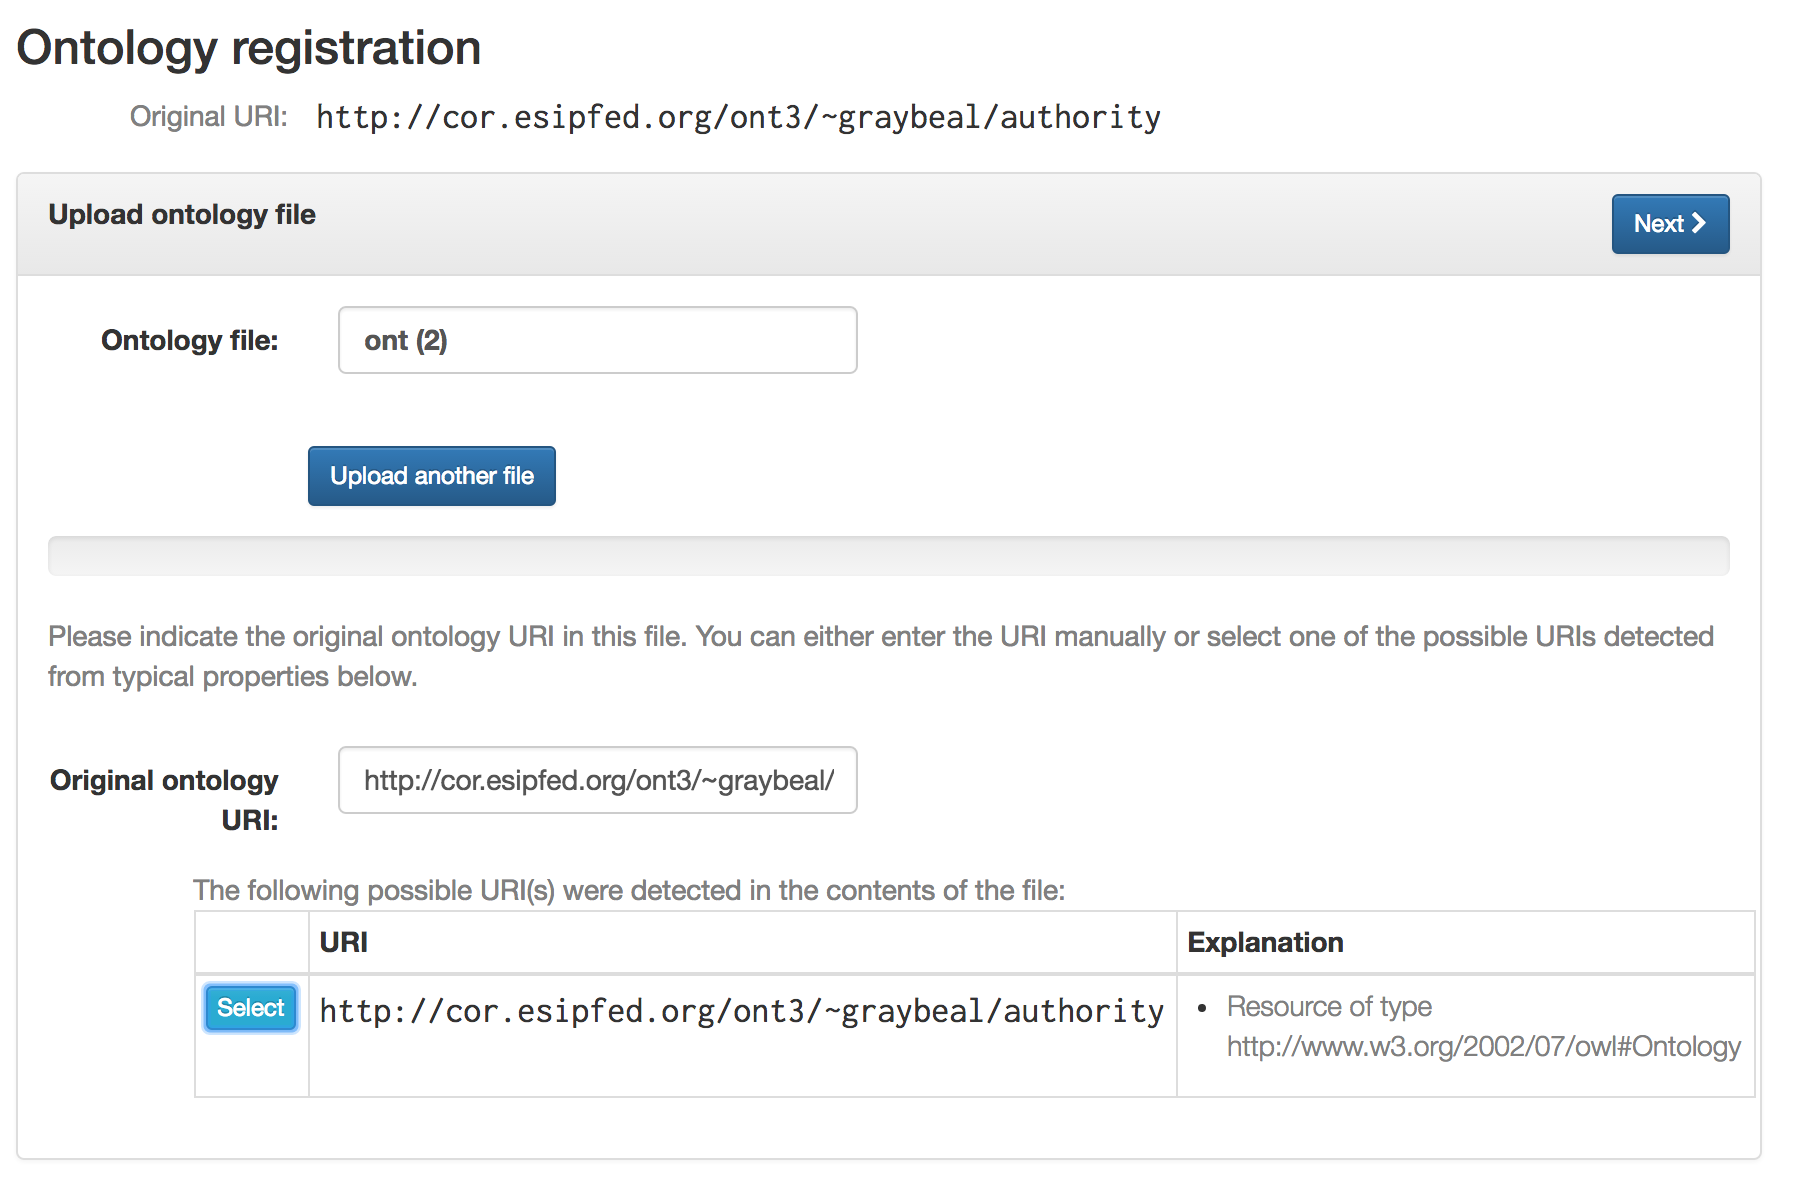 Ontology registration
Original URI: http://cor.esipfed.org/ont3/~graybeal/authority
Upload ontology file
Next
Ontology file: ont (2)
Upload another file
Please indicate the original ontology URI in this file. You can either enter the URI manually or select one of the possible URIs detected
from typical properties below.
Original ontology
URI:
http://cor.esipfed.org/ont3/~graybeal/
The following possible URI(s) were detected in the contents of the file:
URI Explanation
Select http://cor.esipfed.org/ont3/~graybeal/authority
• Resource of type
http://www.w3.org/2002/07/owl#Ontology